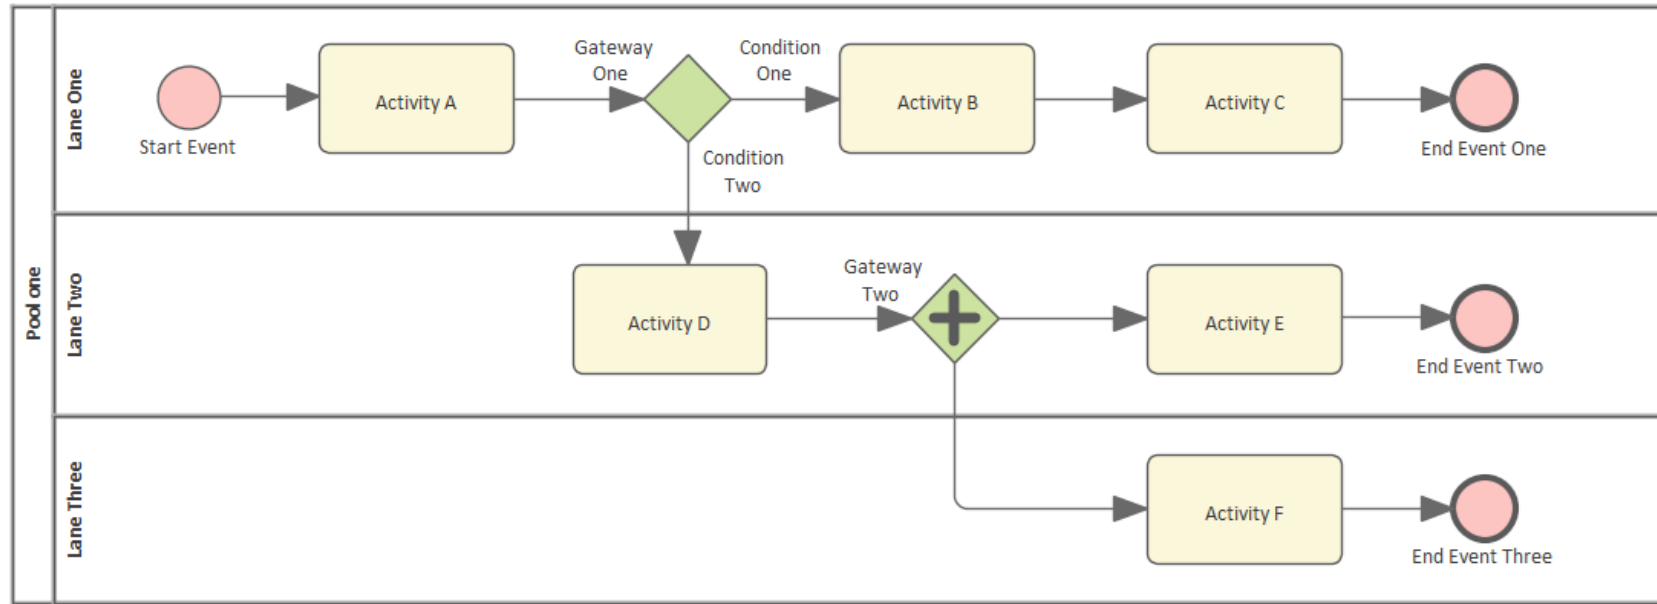 Pool one
Lane One
Start Event
Activity A
Gateway
One
Condition
One
Condition
Two
Activity B
Activity C
End Event One
Lane Two
Activity D
Gateway
Two
Activity E
End Event Two
Lane Three
Activity F
End Event Three